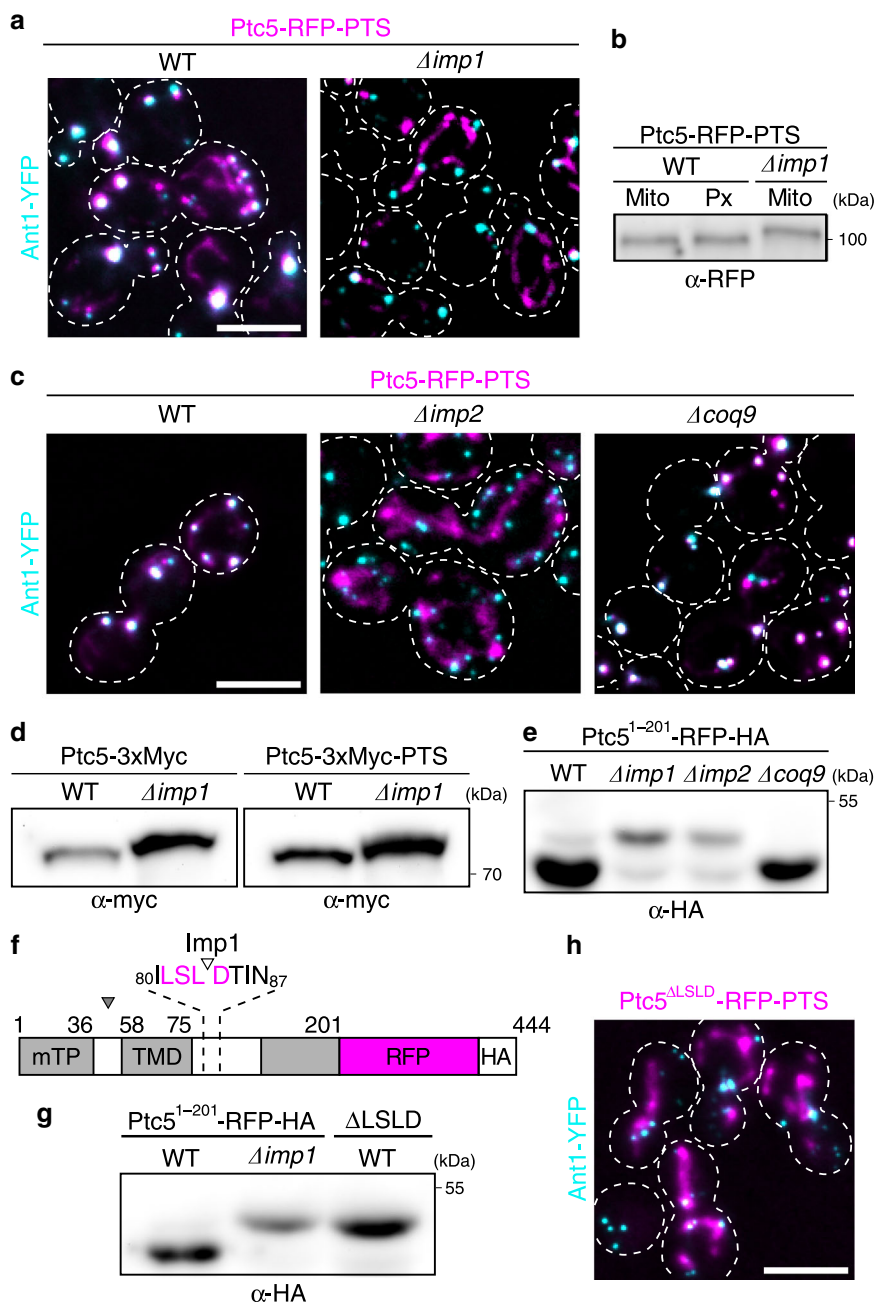 a
Ptc5-RFP-PTS
WT Δimp1
Ant1-YFP
b
Ptc5-RFP-PTS
WT Δimp1
Mito Px Mito (kDa)
100
α-RFP
c
Ptc5-RFP-PTS
WT Δimp2 Δcoq9
Ant1-YFP
d
Ptc5-3xMyc Ptc5-3xMyc-PTS
WT Δimp1 WT Δimp1 (kDa)
70
α-myc α-myc
e
Ptc5¹⁻²⁰¹-RFP-HA
WT Δimp1 Δimp2 Δcoq9 (kDa)
55
α-HA
f
Imp1
₈₀ILSLDTIN₈₇
1 36 58 75 201 444
mTP TMD RFP HA
g
Ptc5¹⁻²⁰¹-RFP-HA ΔLSLD
WT Δimp1 WT (kDa)
55
α-HA
h
Ptc5ᐞᴸˢᴸᴰ-RFP-PTS
Ant1-YFP